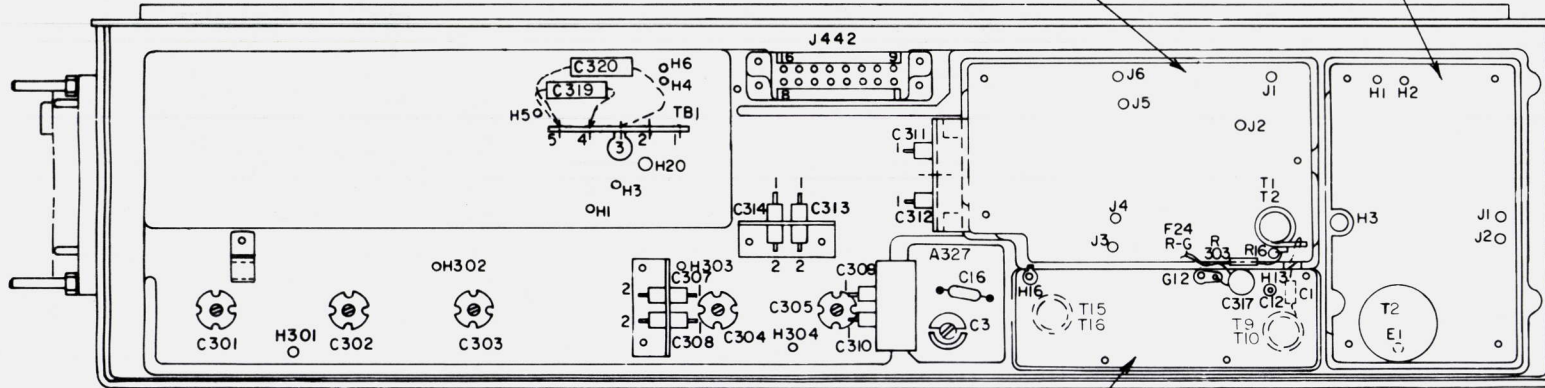 J442
6 9
8
C320
H6
H4
C319
H5
TB1
5 4 3 2 1
H20
H3
H1
J6
J5
J1
J2
H1 H2
C311
1
1
C312
T1
T2
J4
J3
F24
R-G
R
303
R16
H3
J1
J2
1 1
C314 C313
2 2
A327
C16
C3
H302
H303
C307
2
1
2
C308
C309
C305
C304
C310
H304
C301
H301
C302
C303
H16
G12
H13
C317
C12
C1
T15
T16
T9
T10
T2
E1